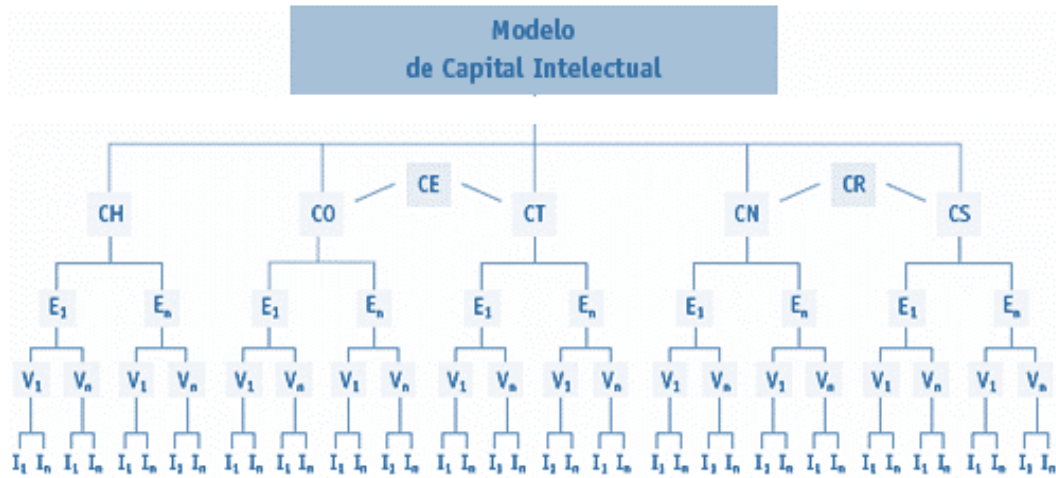 Modelo
de Capital Intelectual
CE CR
CH CO CT CN CS
E₁ Eₙ E₁ Eₙ E₁ Eₙ E₁ Eₙ E₁ Eₙ
V₁ Vₙ V₁ Vₙ V₁ Vₙ V₁ Vₙ V₁ Vₙ V₁ Vₙ V₁ Vₙ V₁ Vₙ V₁ Vₙ V₁ Vₙ
I₁ Iₙ I₁ Iₙ I₁ Iₙ I₁ Iₙ I₁ Iₙ I₁ Iₙ I₁ Iₙ I₁ Iₙ I₁ Iₙ I₁ Iₙ I₁ Iₙ I₁ Iₙ I₁ Iₙ I₁ Iₙ I₁ Iₙ I₁ Iₙ I₁ Iₙ I₁ Iₙ I₁ Iₙ I₁ Iₙ